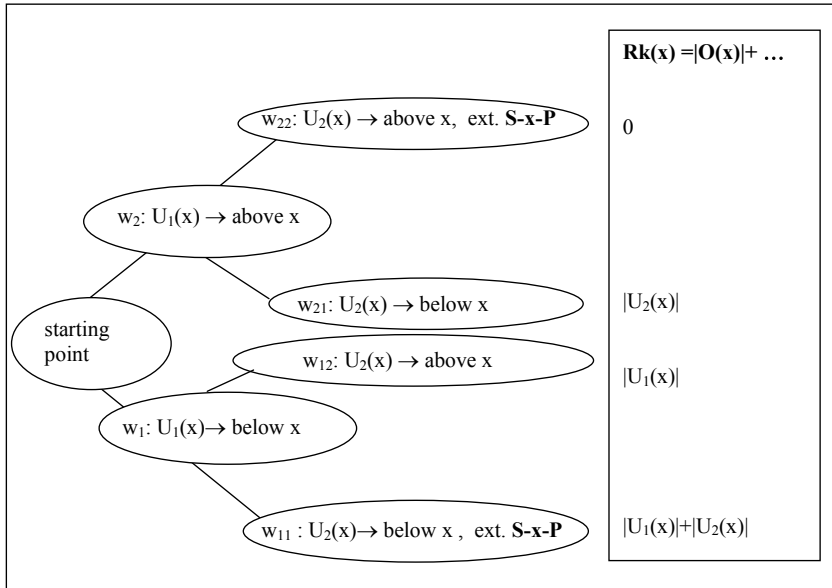 Rk(x) =|O(x)|+ …
w₂₂: U₂(x) → above x, ext. S-x-P
0
w₂: U₁(x) → above x
w₂₁: U₂(x) → below x
|U₂(x)|
starting
point
w₁₂: U₂(x) → above x
|U₁(x)|
w₁: U₁(x)→ below x
w₁₁ : U₂(x)→ below x , ext. S-x-P
|U₁(x)|+|U₂(x)|